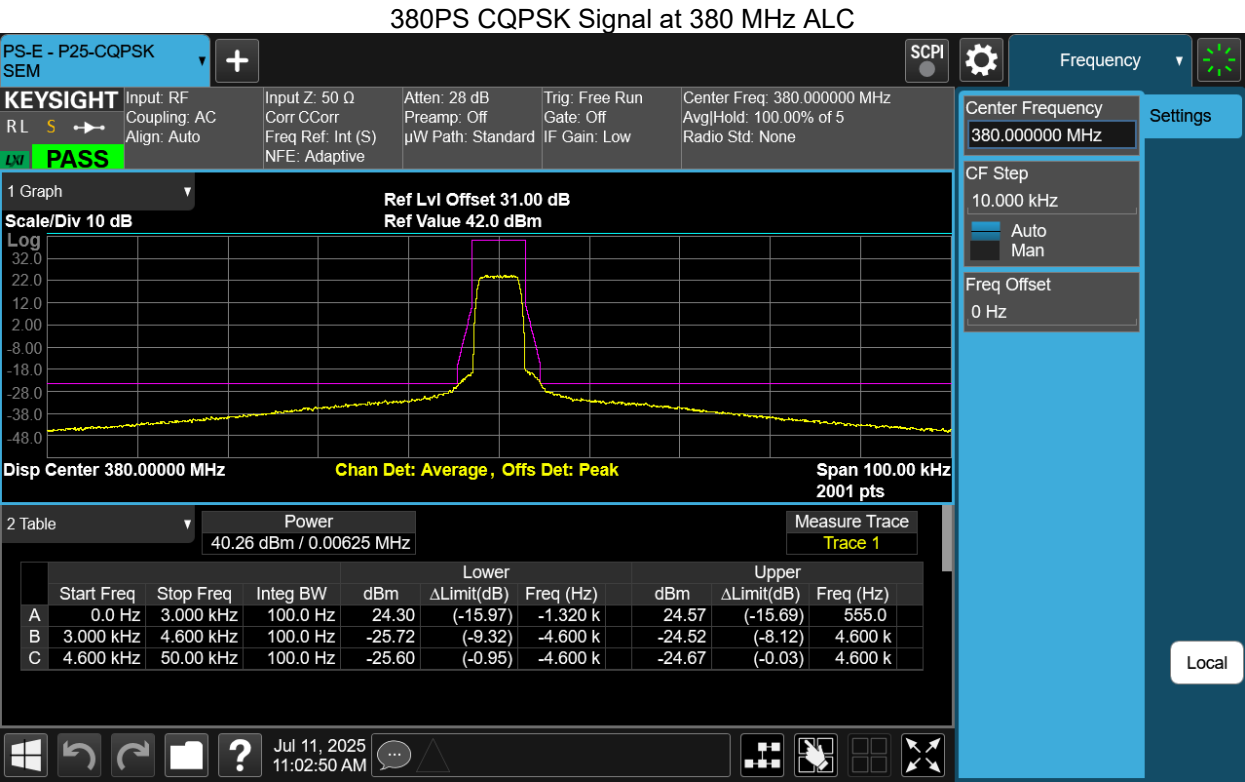 380PS CQPSK Signal at 380 MHz ALC
PS-E - P25-CQPSK
SEM
+
SCPI
Frequency
KEYSIGHT
RL S
LXI
PASS
Input: RF
Coupling: AC
Align: Auto
Input Z: 50 Ω
Corr CCorr
Freq Ref: Int (S)
NFE: Adaptive
Atten: 28 dB
Preamp: Off
µW Path: Standard
Trig: Free Run
Gate: Off
IF Gain: Low
Center Freq: 380.000000 MHz
Avg|Hold: 100.00% of 5
Radio Std: None
Center Frequency
380.000000 MHz
Settings
CF Step
10.000 kHz
Auto
Man
Freq Offset
0 Hz
1 Graph
Scale/Div 10 dB
Ref Lvl Offset 31.00 dB
Ref Value 42.0 dBm
Log
32.0
22.0
12.0
2.00
-8.00
-18.0
-28.0
-38.0
-48.0
Disp Center 380.00000 MHz
Chan Det: Average , Offs Det: Peak
Span 100.00 kHz
2001 pts
2 Table
Power
40.26 dBm / 0.00625 MHz
Measure Trace
Trace 1
Lower Upper
Start Freq Stop Freq Integ BW dBm ΔLimit(dB) Freq (Hz) dBm ΔLimit(dB) Freq (Hz)
A 0.0 Hz 3.000 kHz 100.0 Hz 24.30 (-15.97) -1.320 k 24.57 (-15.69) 555.0
B 3.000 kHz 4.600 kHz 100.0 Hz -25.72 (-9.32) -4.600 k -24.52 (-8.12) 4.600 k
C 4.600 kHz 50.00 kHz 100.0 Hz -25.60 (-0.95) -4.600 k -24.67 (-0.03) 4.600 k
Local
?
Jul 11, 2025
11:02:50 AM